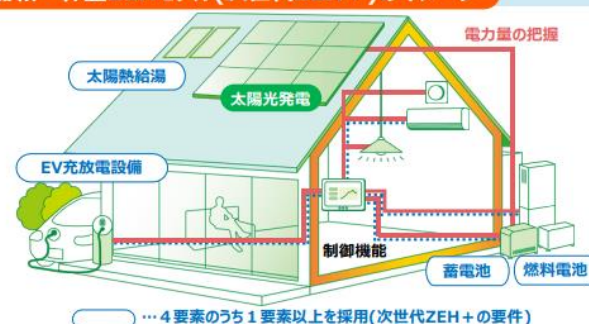 電力量の把握
太陽熱給湯
太陽光発電
EV充放電設備
制御機能
蓄電池
燃料電池
…４要素のうち１要素以上を採用(次世代ZEH+の要件)